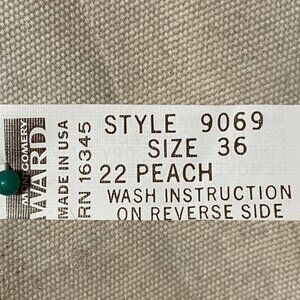 MONTGOMERY
WARD
MADE IN USA
RN 16345
STYLE 9069
SIZE 36
22 PEACH
WASH INSTRUCTION
ON REVERSE SIDE